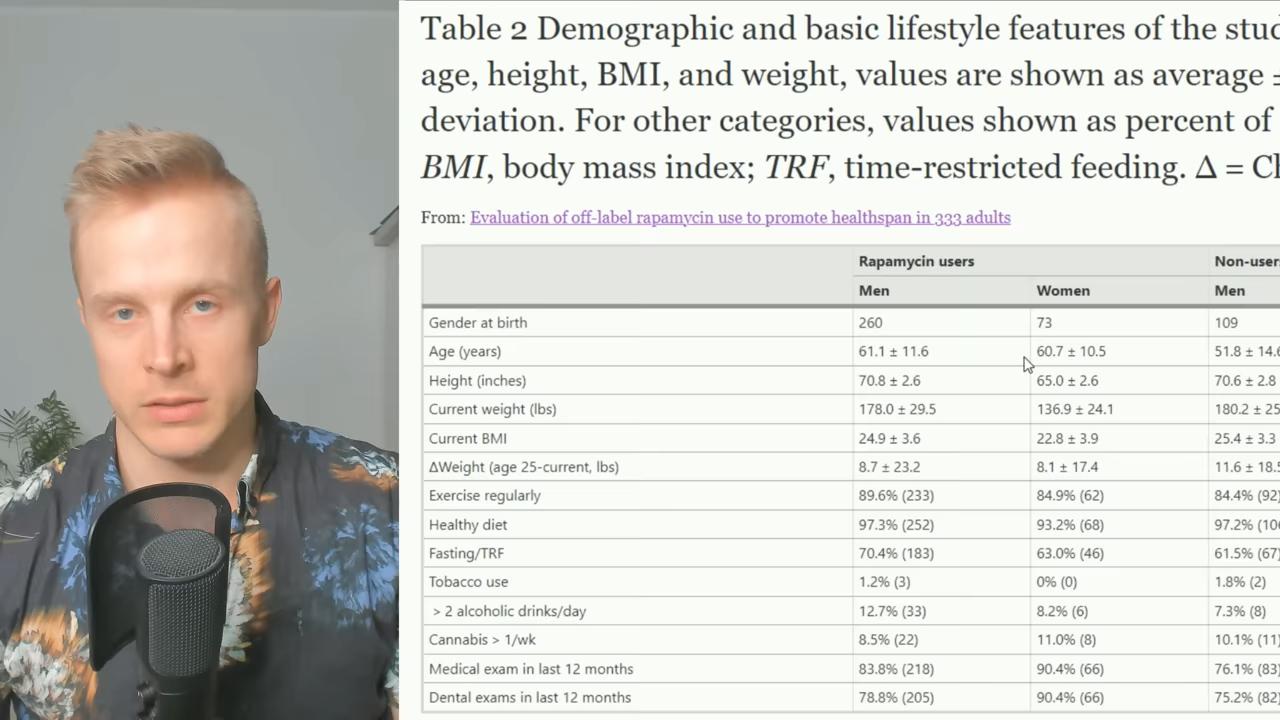 Table 2 Demographic and basic lifestyle features of the
age, height, BMI, and weight, values are shown as average
deviation. For other categories, values shown as percent of
BMI, body mass index; TRF, time-restricted feeding. Δ =
From: Evaluation of off-label rapamycin use to promote healthspan in 333 adults
Rapamycin users
Men Women Men
Gender at birth 260 73 109
Age (years) 61.1 ± 11.6 60.7 ± 10.5 51.8 ± 14.6
Height (inches) 70.8 ± 2.6 65.0 ± 2.6 70.6 ± 2.8
Current weight (lbs) 178.0 ± 29.5 136.9 ± 24.1 180.2 ± 25
Current BMI 24.9 ± 3.6 22.8 ± 3.9 25.4 ± 3.3
ΔWeight (age 25-current, lbs) 8.7 ± 23.2 8.1 ± 17.4 11.6 ± 18.5
Exercise regularly 89.6% (233) 84.9% (62) 84.4% (92)
Healthy diet 97.3% (252) 93.2% (68) 97.2% (10
Fasting/TRF 70.4% (183) 63.0% (46) 61.5% (67)
Tobacco use 1.2% (3) 0% (0) 1.8% (2)
> 2 alcoholic drinks/day 12.7% (33) 8.2% (6) 7.3% (8)
Cannabis > 1/wk 8.5% (22) 11.0% (8) 10.1% (11)
Medical exam in last 12 months 83.8% (218) 90.4% (66) 76.1% (83)
Dental exams in last 12 months 78.8% (205) 90.4% (66) 75.2% (82)